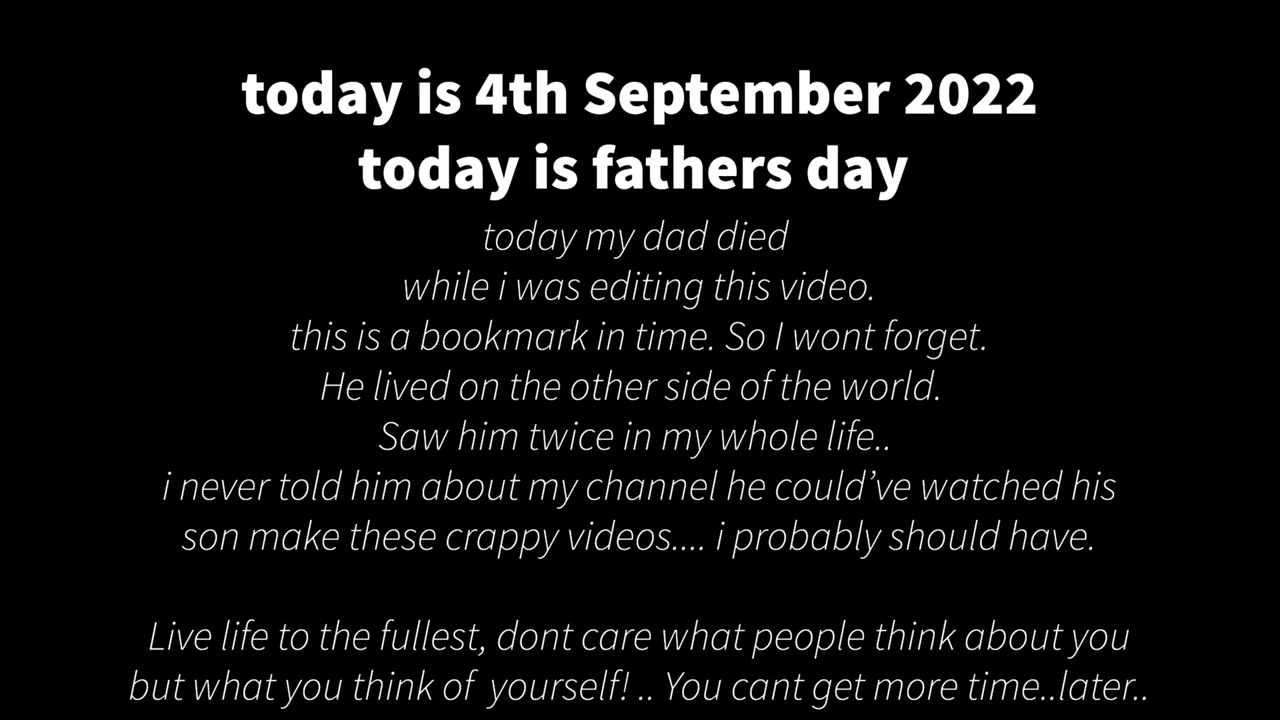 today is 4th September 2022
today is fathers day
today my dad died
while i was editing this video.
this is a bookmark in time. So I wont forget.
He lived on the other side of the world.
Saw him twice in my whole life..
i never told him about my channel he could’ve watched his
son make these crappy videos.... i probably should have.
Live life to the fullest, dont care what people think about you
but what you think of  yourself! .. You cant get more time..later..